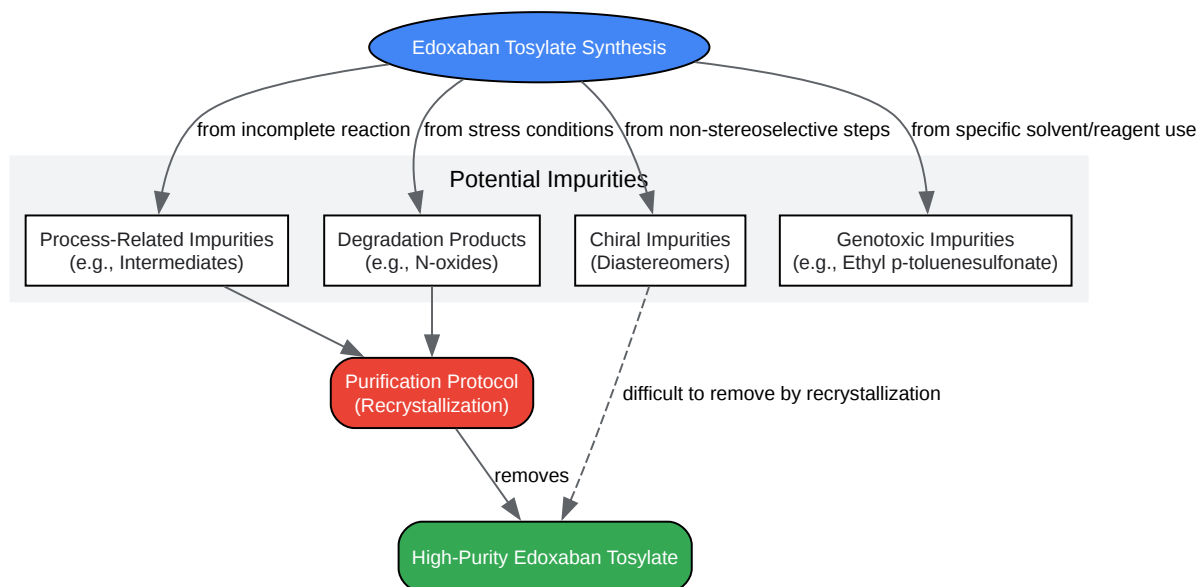 Edoxaban Tosylate Synthesis
from incomplete reaction
from stress conditions
from non-stereoselective steps
from specific solvent/reagent use
Potential Impurities
Process-Related Impurities
(e.g., Intermediates)
Degradation Products
(e.g., N-oxides)
Chiral Impurities
(Diastereomers)
Genotoxic Impurities
(e.g., Ethyl p-toluenesulfonate)
Purification Protocol
(Recrystallization)
difficult to remove by recrystallization
removes
High-Purity Edoxaban Tosylate